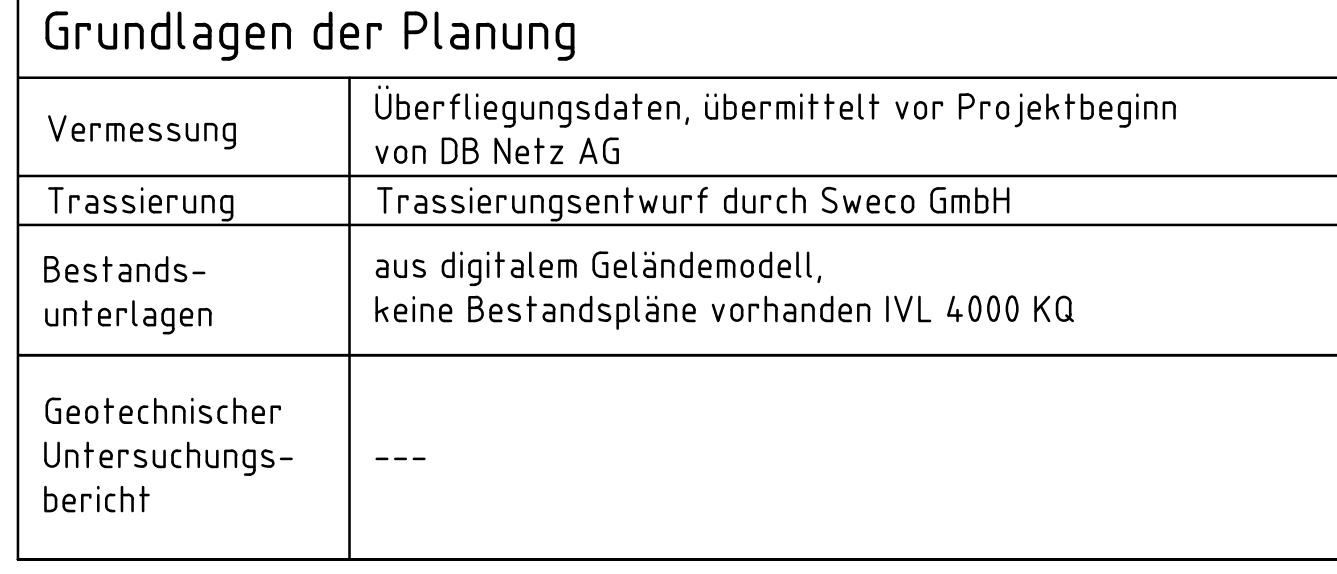 Grundlagen der Planung
Vermessung
Überfliegungsdaten, übermittelt vor Projektbeginn
von DB Netz AG
Trassierung
Trassierungsentwurf durch Sweco GmbH
Bestands-
unterlagen
aus digitalem Geländemodell,
keine Bestandspläne vorhanden IVL 4000 KQ
Geotechnischer
Untersuchungs-
bericht
---